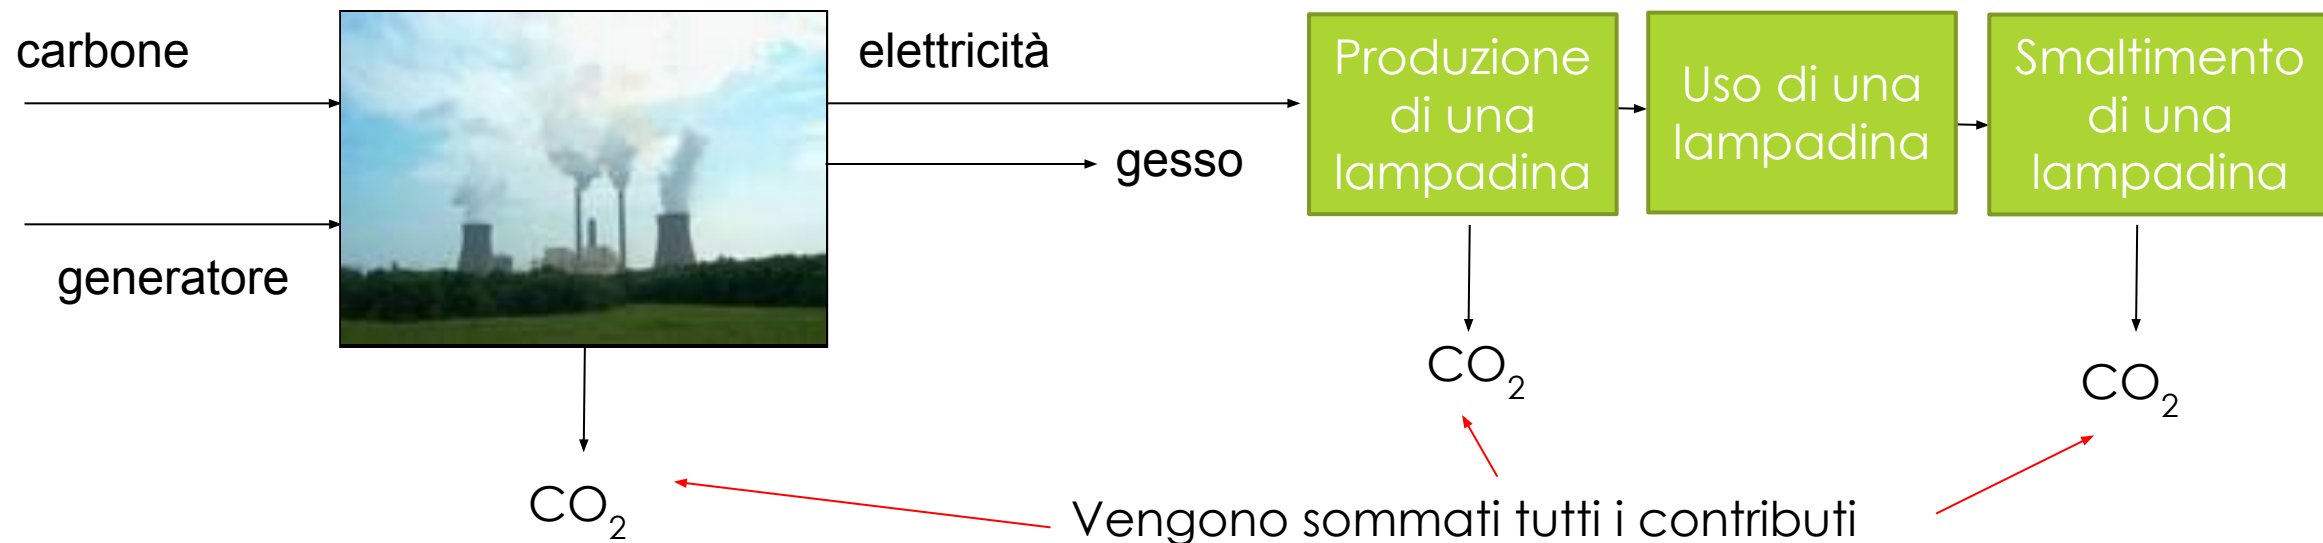 carbone
generatore
elettricità
gesso
Produzione
di una
lampadina
Uso di una
lampadina
Smaltimento
di una
lampadina
CO₂
CO₂
CO₂
Vengono sommati tutti i contributi